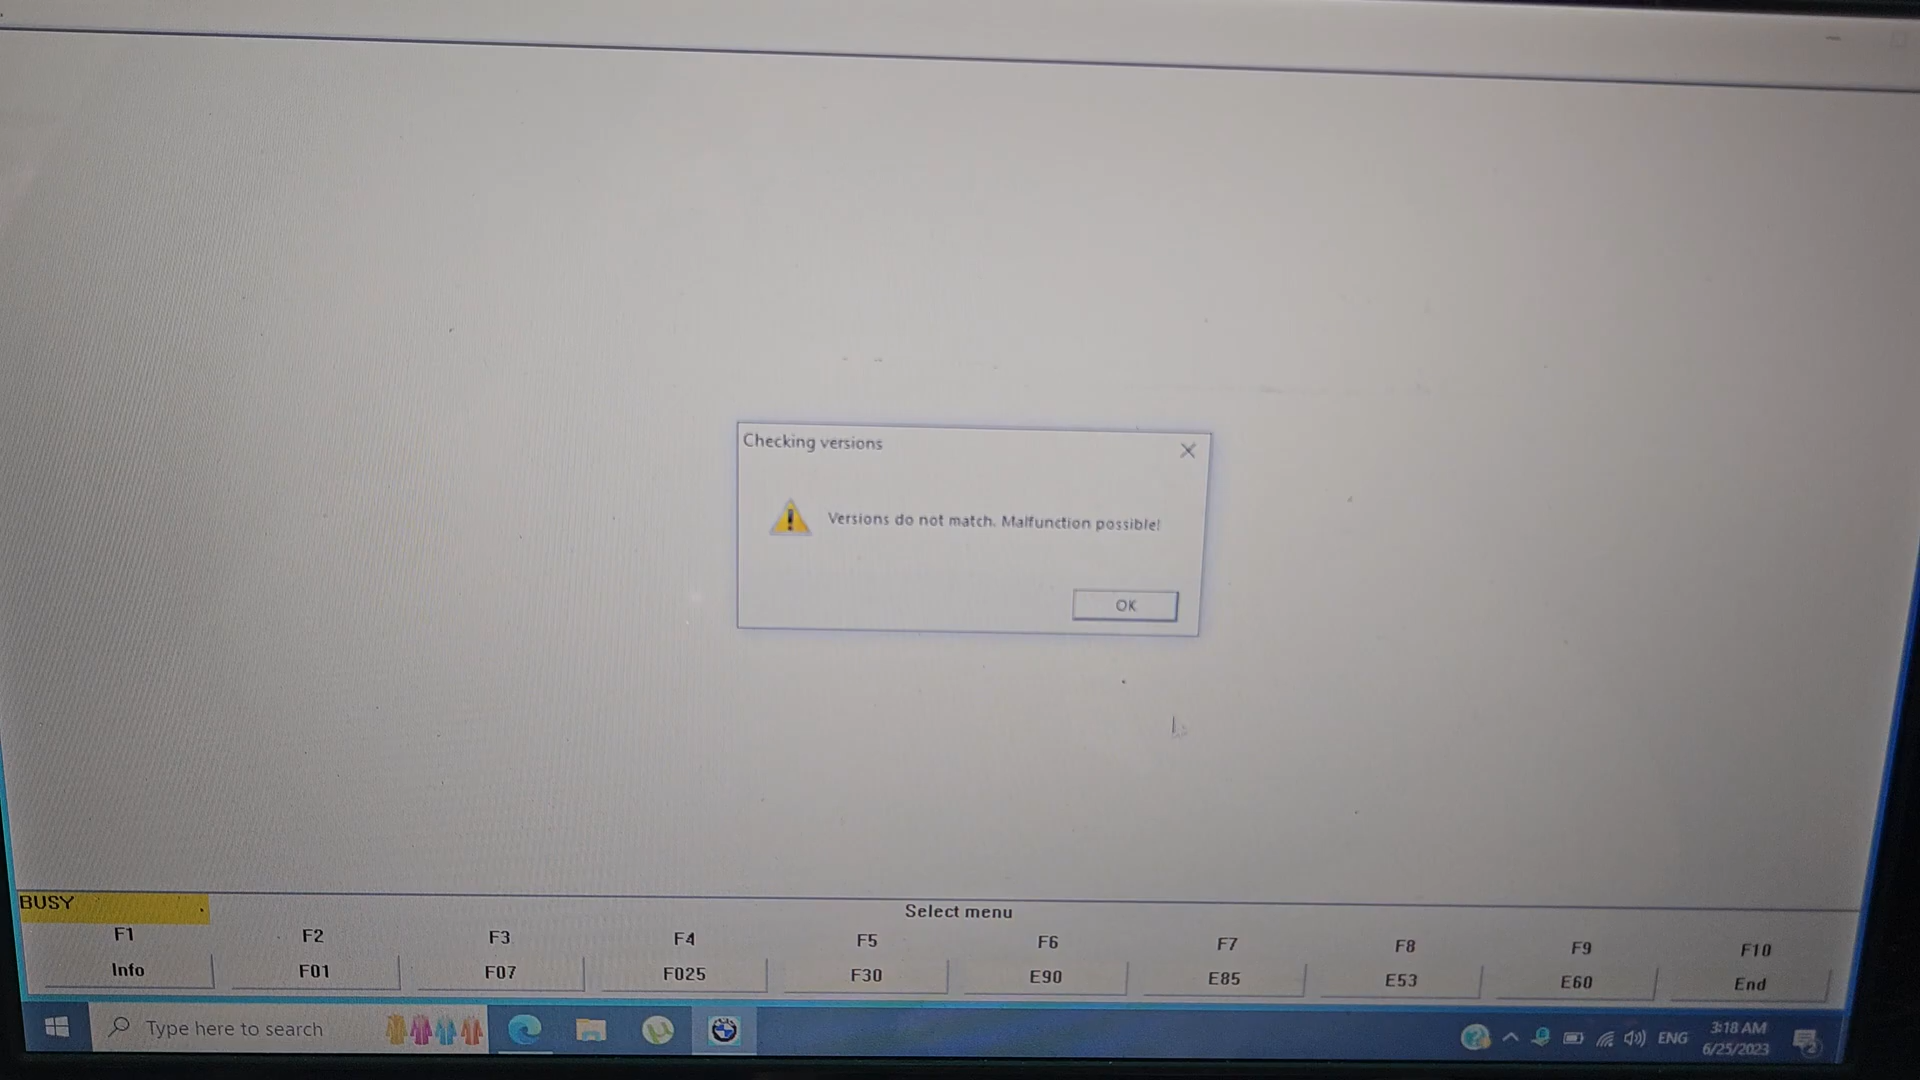 Checking versions
Versions do not match. Malfunction possible!
OK
BUSY
Select menu
F1 F2 F3 F4 F5 F6 F7 F8 F9 F10
Info F01 F07 F025 F30 E90 E85 E53 E60 End
Type here to search
ENG
3:18 AM
6/25/2023
2